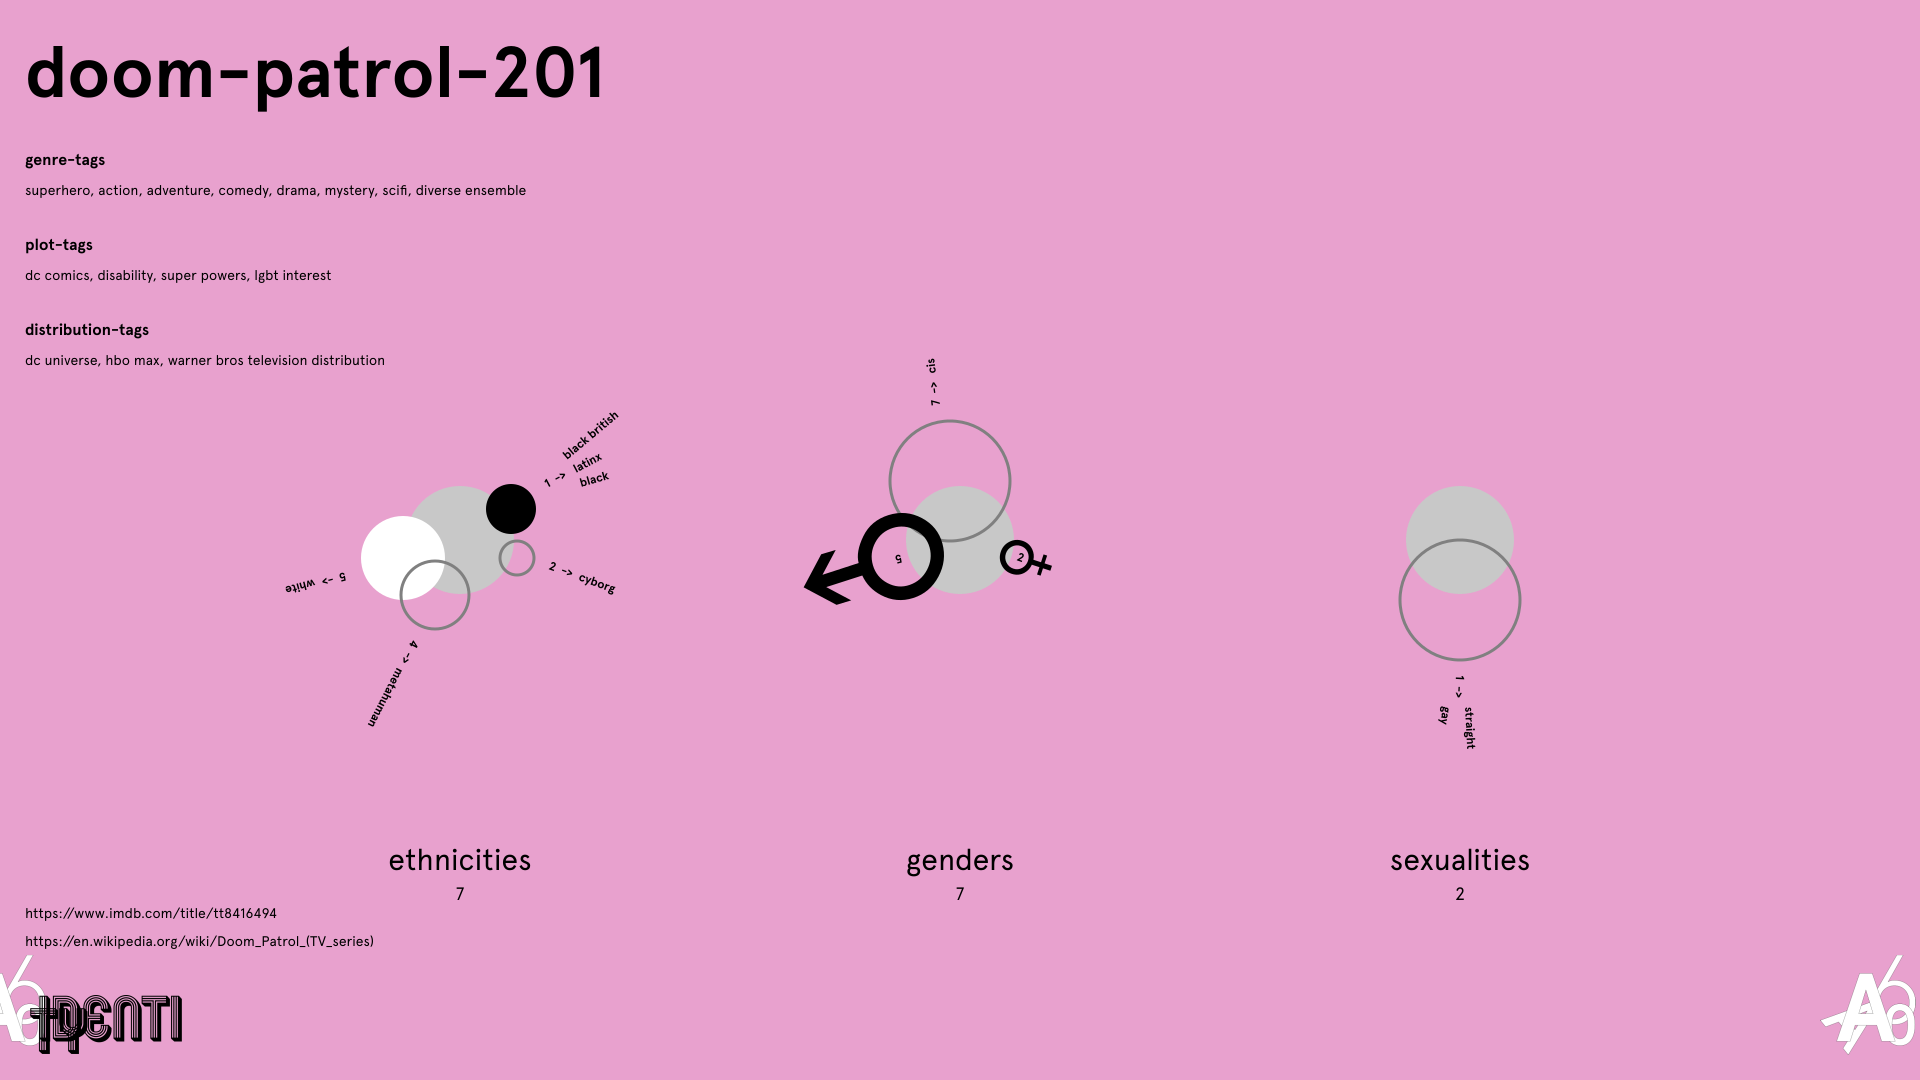 doom-patrol-201
genre-tags
superhero, action, adventure, comedy, drama, mystery, scifi, diverse ensemble
plot-tags
dc comics, disability, super powers, lgbt interest
distribution-tags
dc universe, hbo max, warner bros television distribution
1 -> black british
latinx
black
2 -> cyborg
4 -> metahuman
5 -> white
7 -> cis
5
2
1 -> straight
gay
ethnicities
7
genders
7
sexualities
2
https://www.imdb.com/title/tt8416494
https://en.wikipedia.org/wiki/Doom_Patrol_(TV_series)
IDENTI